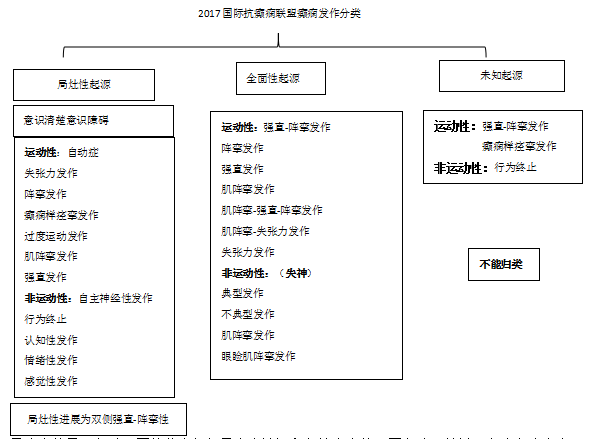 2017 国际抗癫痫联盟癫痫发作分类
局灶性起源
意识清楚意识障碍
运动性：自动症
失张力发作
阵挛发作
癫痫样痉挛发作
过度运动发作
肌阵挛发作
强直发作
非运动性：自主神经性发作
行为终止
认知性发作
情绪性发作
感觉性发作
局灶性进展为双侧强直-阵挛性
全面性起源
运动性：强直-阵挛发作
阵挛发作
强直发作
肌阵挛发作
肌阵挛-强直-阵挛发作
肌阵挛-失张力发作
失张力发作
非运动性：（失神）
典型发作
不典型发作
肌阵挛发作
眼睑肌阵挛发作
未知起源
运动性：强直-阵挛发作
癫痫样痉挛发作
非运动性：行为终止
不能归类